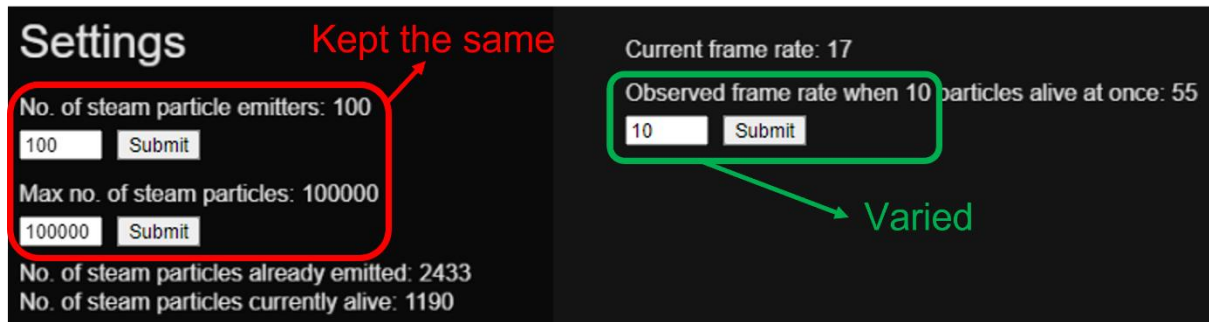 Settings
Kept the same
No. of steam particle emitters: 100
100 Submit
Max no. of steam particles: 100000
100000 Submit
No. of steam particles already emitted: 2433
No. of steam particles currently alive: 1190
Current frame rate: 17
Observed frame rate when 10 particles alive at once: 55
10 Submit
Varied